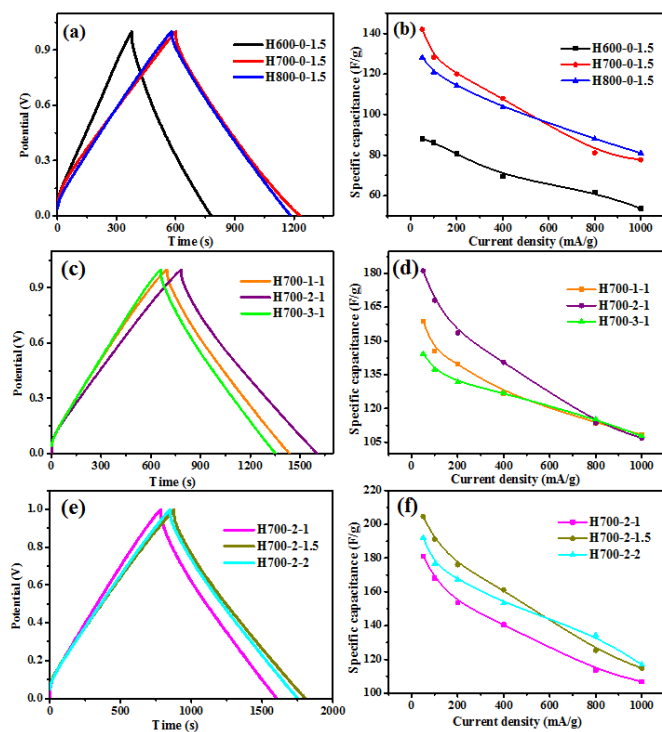 (a)
H600-0-1.5
H700-0-1.5
H800-0-1.5
Potential (V)
0.0
0.3
0.6
0.9
0
300
600
900
1200
Time (s)
(b)
H600-0-1.5
H700-0-1.5
H800-0-1.5
Specific capacitance (F/g)
60
80
100
120
140
0
200
400
600
800
1000
Current density (mA/g)
(c)
H700-1-1
H700-2-1
H700-3-1
Potential (V)
0.0
0.3
0.6
0.9
0
300
600
900
1200
1500
Time (s)
(d)
H700-1-1
H700-2-1
H700-3-1
Specific capacitance (F/g)
105
120
135
150
165
180
0
200
400
600
800
1000
Current density (mA/g)
(e)
H700-2-1
H700-2-1.5
H700-2-2
Potential (V)
0.0
0.2
0.4
0.6
0.8
1.0
0
500
1000
1500
2000
Time (s)
(f)
H700-2-1
H700-2-1.5
H700-2-2
Specific capacitance (F/g)
100
120
140
160
180
200
220
0
200
400
600
800
1000
Current density (mA/g)